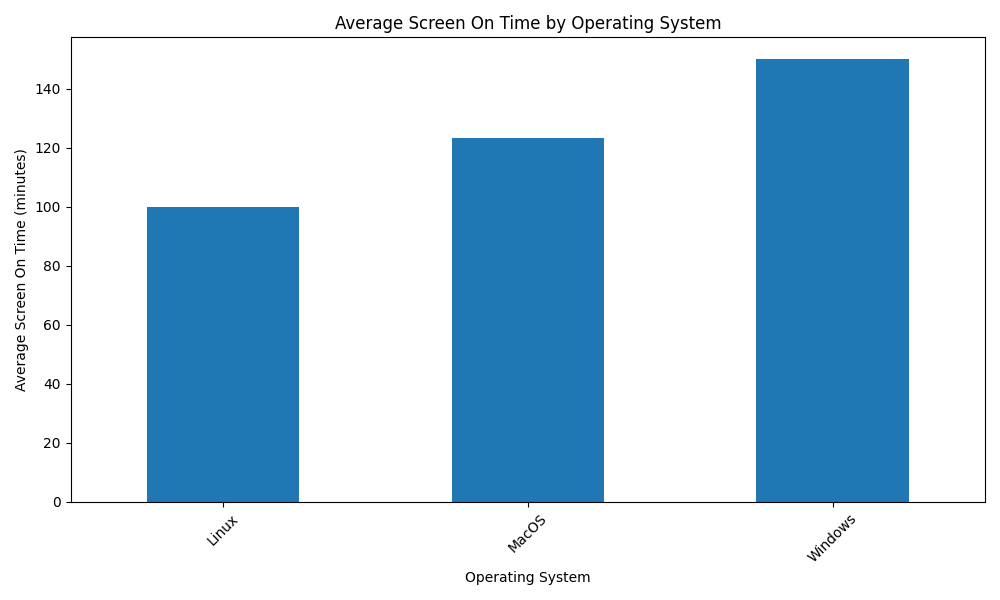 Average Screen On Time by Operating System
Average Screen On Time (minutes)
140
120
100
80
60
40
20
0
Linux
MacOS
Windows
Operating System